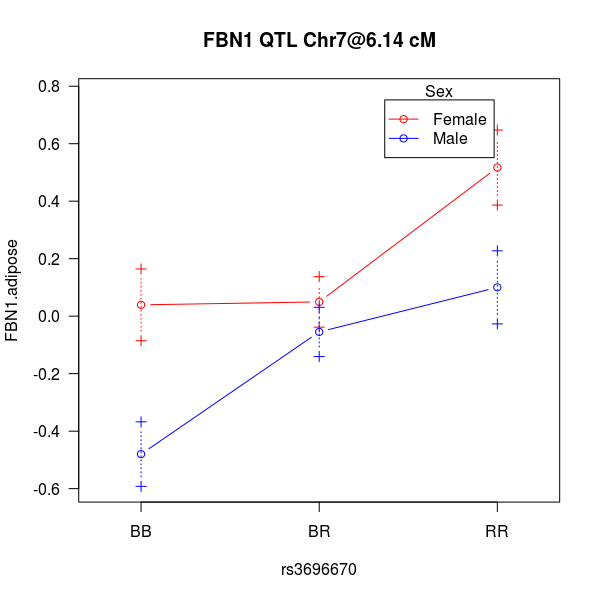 FBN1 QTL Chr7@6.14 cM
Sex
Female
Male
FBN1.adipose
0.8
0.6
0.4
0.2
0.0
-0.2
-0.4
-0.6
BB BR RR
rs3696670